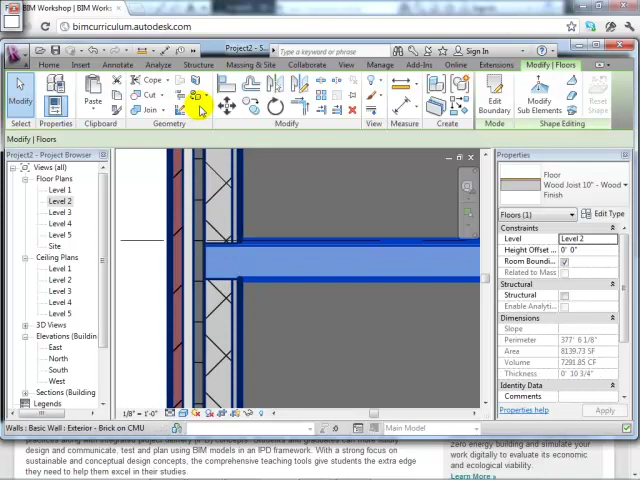 BIM Workshop | BIM Works
bimcurriculum.autodesk.com
Project2 - S...
Type a keyword or phrase
Sign In
Home Insert Annotate Structure Massing & Site Collaborate View Manage Add-Ins Extensions Modify | Floors
Modify
Properties
Paste
Cope
Cut
Join
Edit Boundary
Modify Sub Elements
Reset Shape
Select Properties Clipboard Geometry Modify View Measure Create Mode Shape Editing
Modify | Floors
Project2 - Project Browser
Views (all)
Floor Plans
Level 1
Level 2
Level 3
Level 4
Level 5
Site
Ceiling Plans
Level 1
Level 2
Level 3
Level 4
Level 5
3D Views
Elevations (Building
East
North
South
West
Sections (Building
Legends
Properties
Floor
Wood Joist 10" - Wood
Finish
Floors (1)
Edit Type
Constraints
Level Level 2
Height Offset ... 0' 0"
Room Boundi...
Related to Mass
Structural
Structural
Enable Analyti...
Dimensions
Slope
Perimeter 377' 6 1/8"
Area 8139.73 SF
Volume 7291.85 CF
Thickness 0' 10 3/4"
Identity Data
Comments
Properties help
Apply
1/8" = 1'-0"
Walls : Basic Wall : Exterior - Brick on CMU
:0
Main Model
design and communicate, test and plan using BIM models in an IPD framework. With a strong focus on
sustainable and conceptual design concepts, the comprehensive teaching tools give students the extra edge
they need to help them excel in their studies.
Zero energy building and simulate your
work digitally to evaluate its economic
and ecological viability.
Learn More »